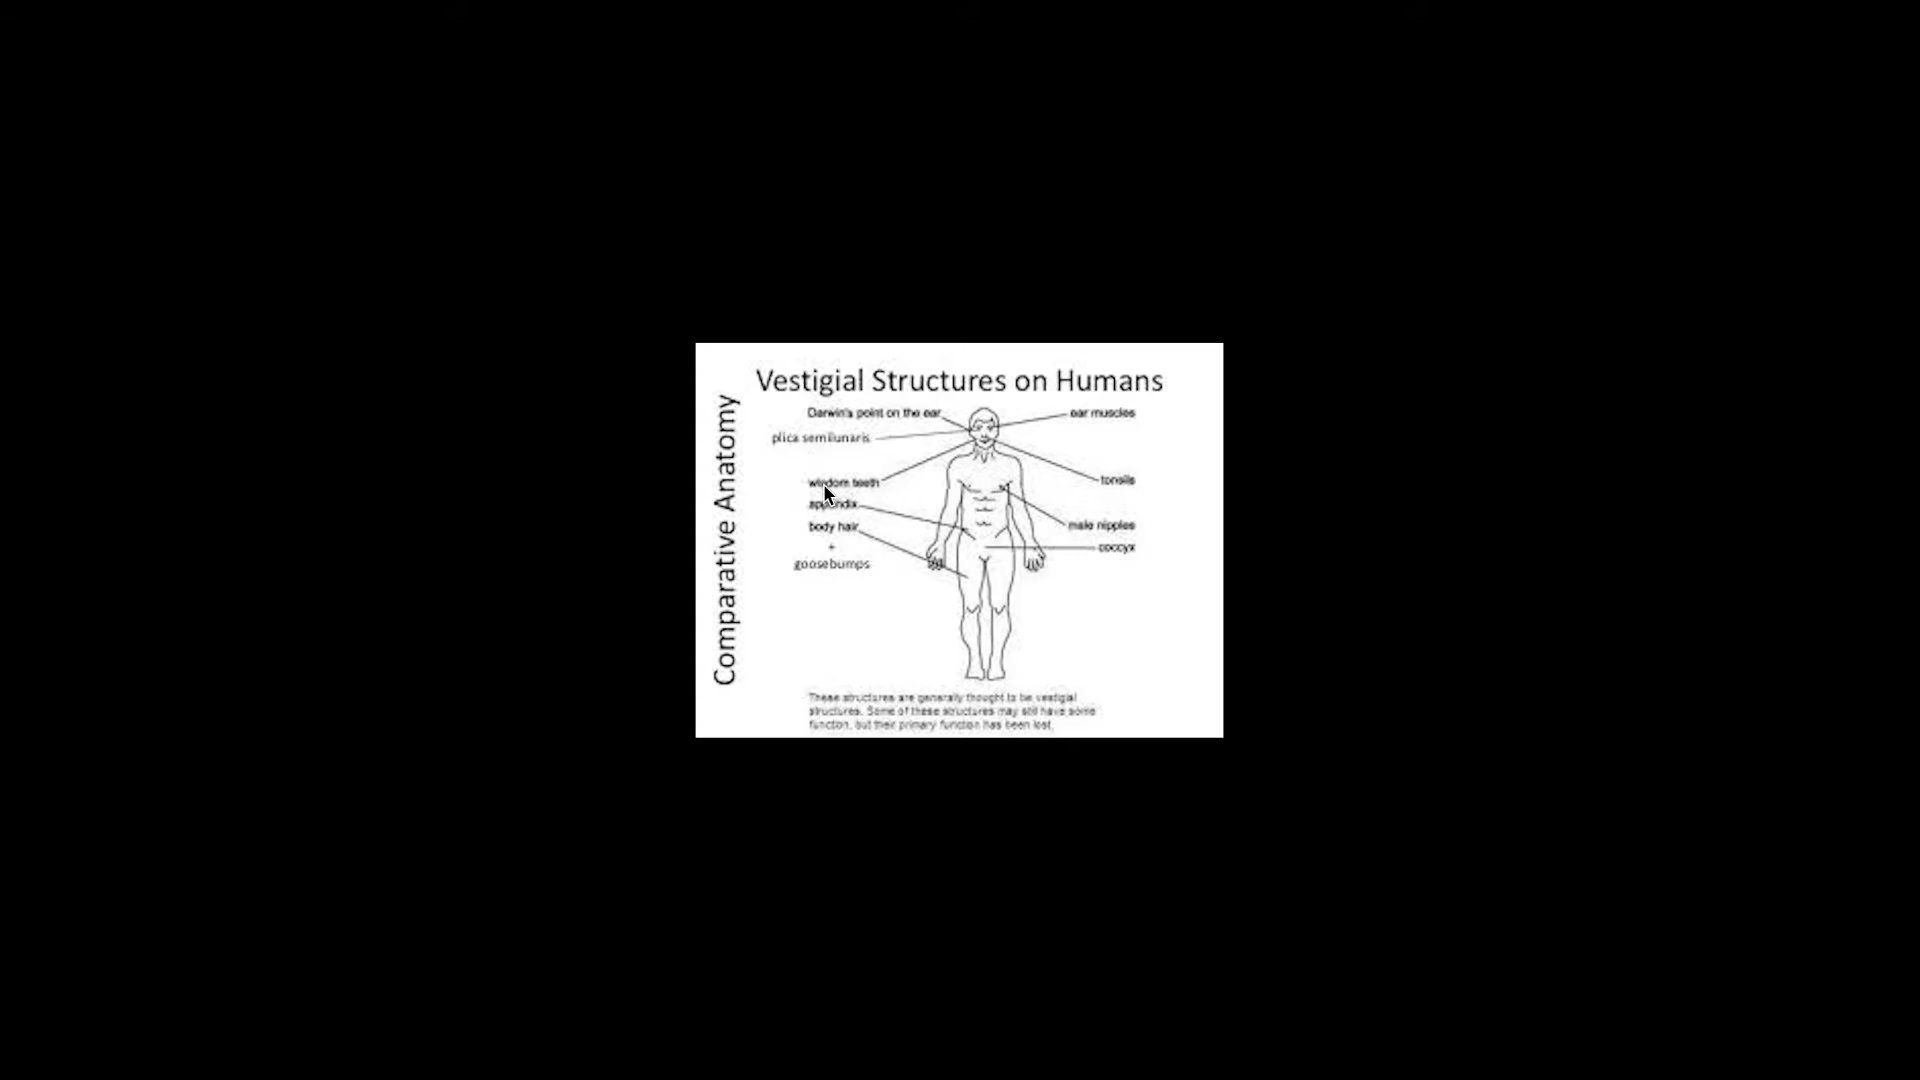 Vestigial Structures on Humans
Comparative Anatomy
Darwin's point on the ear
plica semilunaris
wisdom teeth
appendix
body hair
+
goosebumps
ear muscles
tonsils
male nipples
coccyx
These structures are generally thought to be vestigial
structures. Some of these structures may still have some
function, but their primary function has been lost.